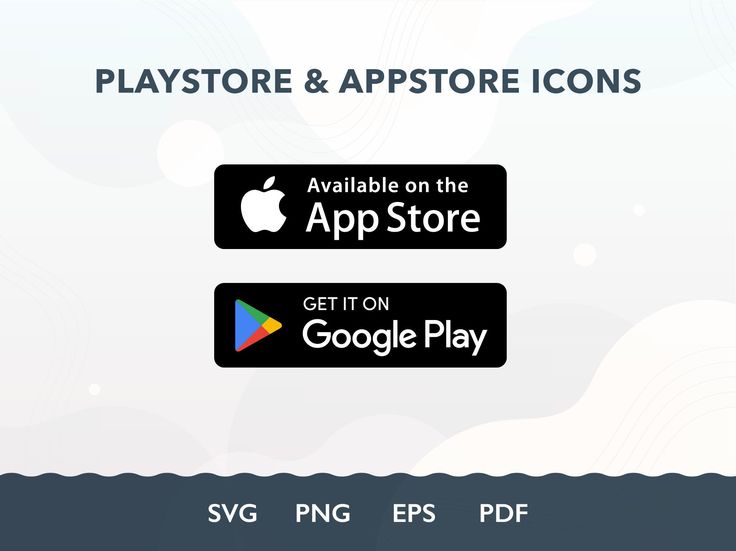 PLAYSTORE & APPSTORE ICONS
Available on the
App Store
GET IT ON
Google Play
SVG PNG EPS PDF